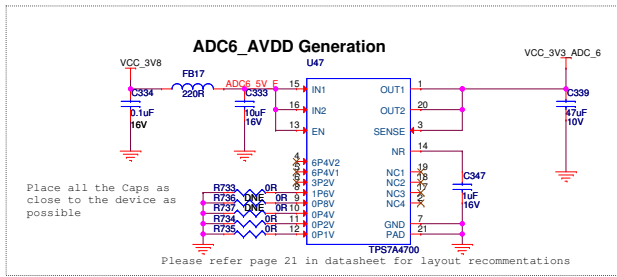 ADC6_AVDD Generation
VCC_3V8
VCC_3V3_ADC_6
U47
FB17
220R
ADC6_5V_F
C334
0.1uF
16V
C333
10uF
16V
15 IN1
16 IN2
13 EN
OUT1 1
OUT2 20
SENSE 3
NR 14
C339
47uF
10V
C347
1uF
16V
4 6P4V2
6P4V1
3P2V
R733 0R 8 1P6V
R736 DNE 0R 9 0P8V
R737 DNE 10 0P4V
R734 0R 11 0P2V
R735 0R 12 0P1V
NC1 19
NC2 18
NC3 17
NC4 2
GND 7
PAD 21
TPS7A4700
Place all the Caps as
close to the device as
possible
Please refer page 21 in datasheet for layout recommentations